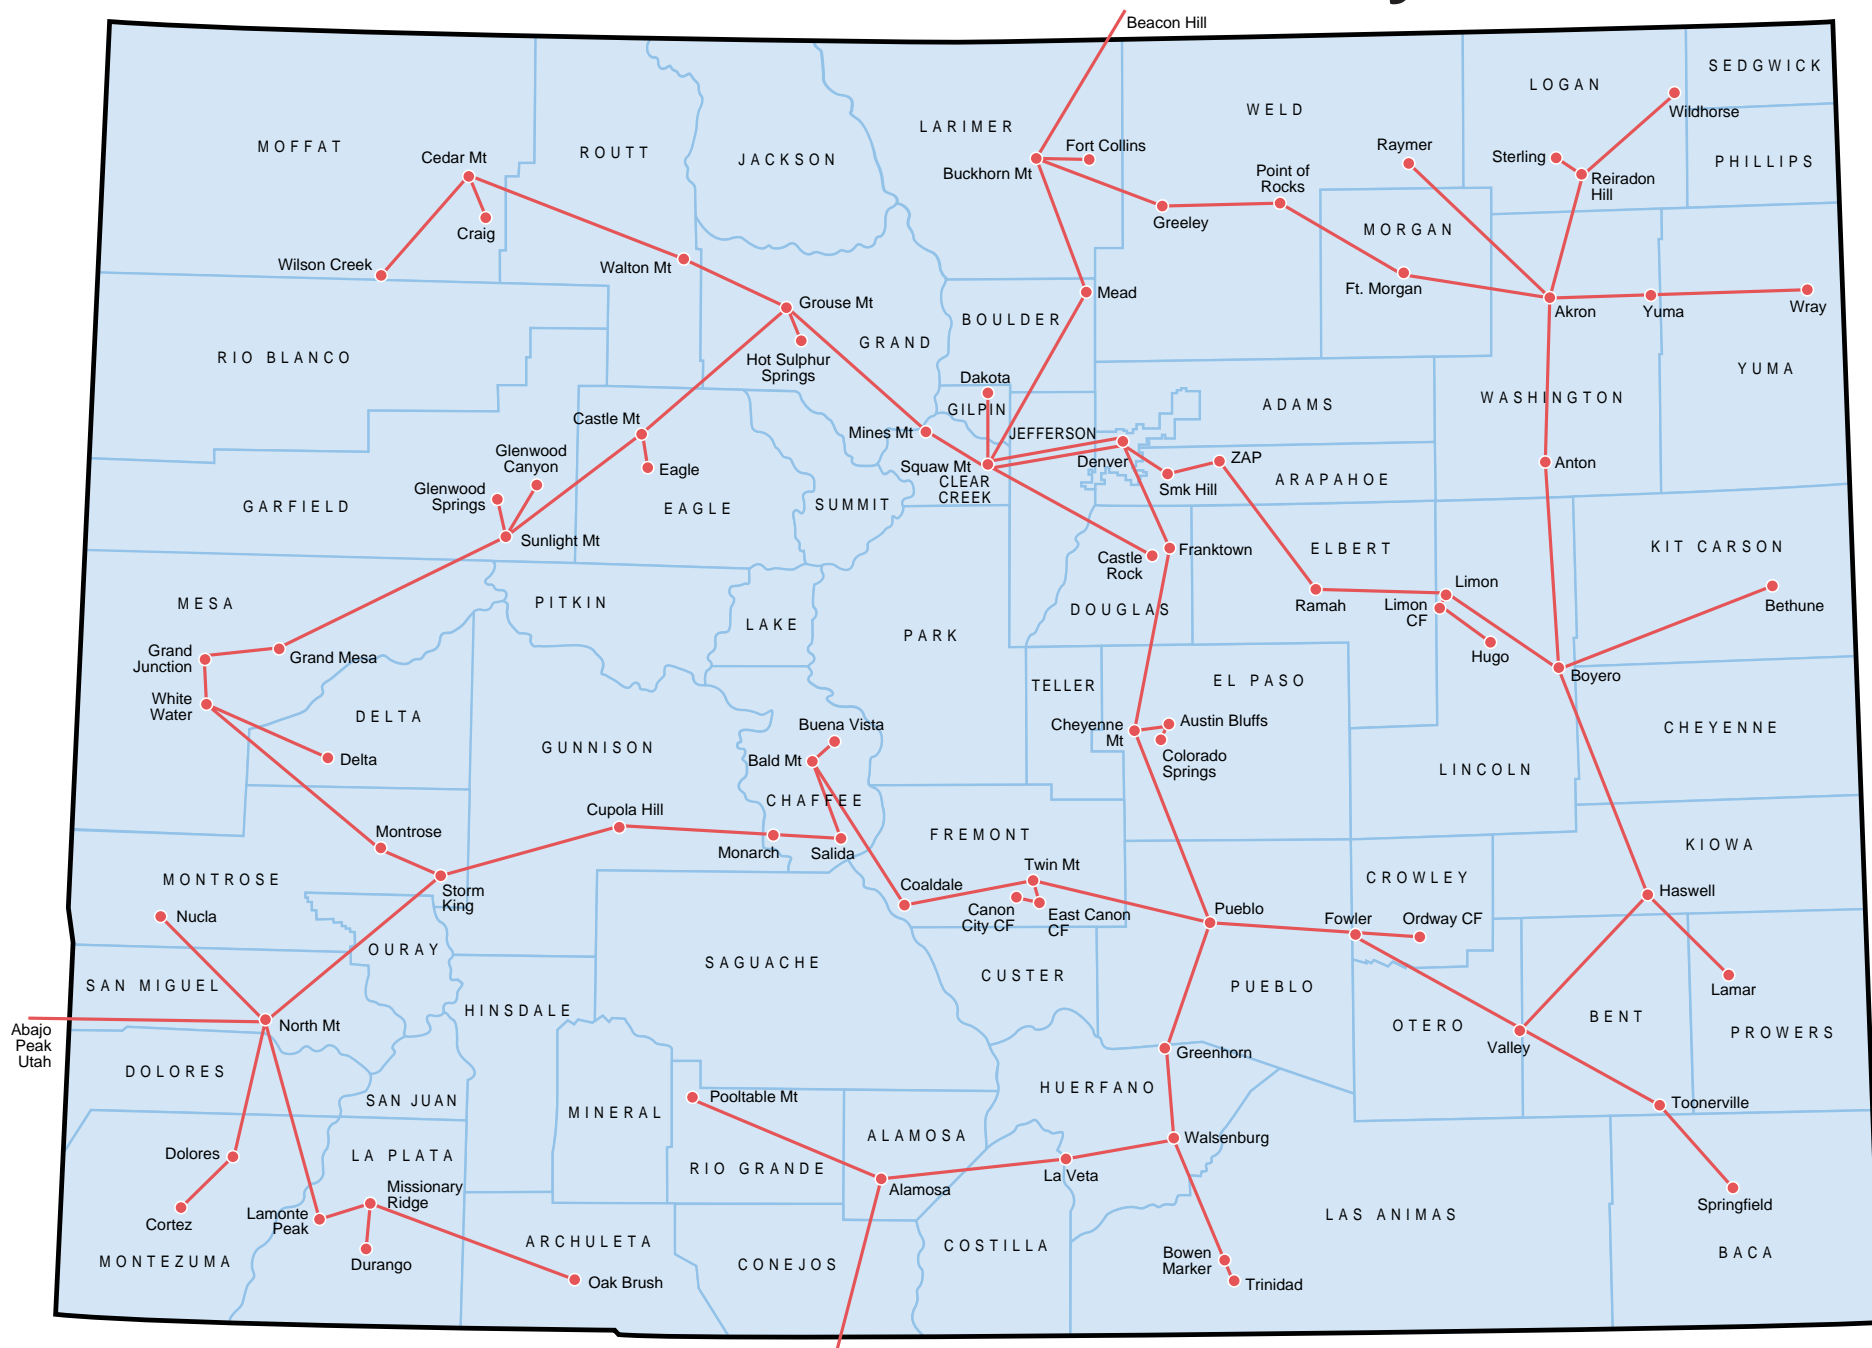 Beacon Hill
SEDGWICK
LOGAN
Wildhorse
WELD
LARIMER
MOFFAT
ROUTT
JACKSON
Cedar Mt
Fort Collins
Buckhorn Mt
Raymer
Sterling
Reiradon
Hill
PHILLIPS
Point of
Rocks
Greeley
MORGAN
Craig
Wilson Creek
Walton Mt
Grouse Mt
Mead
Ft. Morgan
Akron
Yuma
Wray
BOULDER
GRAND
RIO BLANCO
Hot Sulphur
Springs
Dakota
GILPIN
YUMA
WASHINGTON
ADAMS
Castle Mt
Mines Mt
JEFFERSON
Denver
Glenwood
Canyon
Eagle
Squaw Mt
CLEAR
CREEK
Smk Hill
ZAP
ARAPAHOE
Anton
Glenwood
Springs
GARFIELD
EAGLE
SUMMIT
Sunlight Mt
Castle
Rock
Franktown
ELBERT
KIT CARSON
MESA
PITKIN
LAKE
DOUGLAS
Ramah
Limon
Limon
CF
Bethune
PARK
Hugo
Grand
Junction
Grand Mesa
Boyero
White
Water
DELTA
TELLER
EL PASO
Delta
GUNNISON
Buena Vista
Bald Mt
Cheyenne
Mt
Austin Bluffs
Colorado
Springs
CHEYENNE
LINCOLN
CHAFFEE
Cupola Hill
Montrose
Monarch
Salida
FREMONT
KIOWA
Twin Mt
MONTROSE
Storm
King
Coaldale
Canon
City CF
East Canon
CF
CROWLEY
Haswell
Nucla
Pueblo
Fowler
Ordway CF
OURAY
SAGUACHE
CUSTER
SAN MIGUEL
HINSDALE
PUEBLO
Lamar
Abajo
Peak
Utah
North Mt
OTERO
BENT
PROWERS
Valley
DOLORES
Greenhorn
HUERFANO
SAN JUAN
MINERAL
Pooltable Mt
Toonerville
ALAMOSA
Walsenburg
Dolores
LA PLATA
RIO GRANDE
La Veta
Missionary
Ridge
Alamosa
Springfield
Cortez
Lamonte
Peak
LAS ANIMAS
MONTEZUMA
Durango
ARCHULETA
CONEJOS
COSTILLA
BACA
Bowen
Marker
Oak Brush
Trinidad